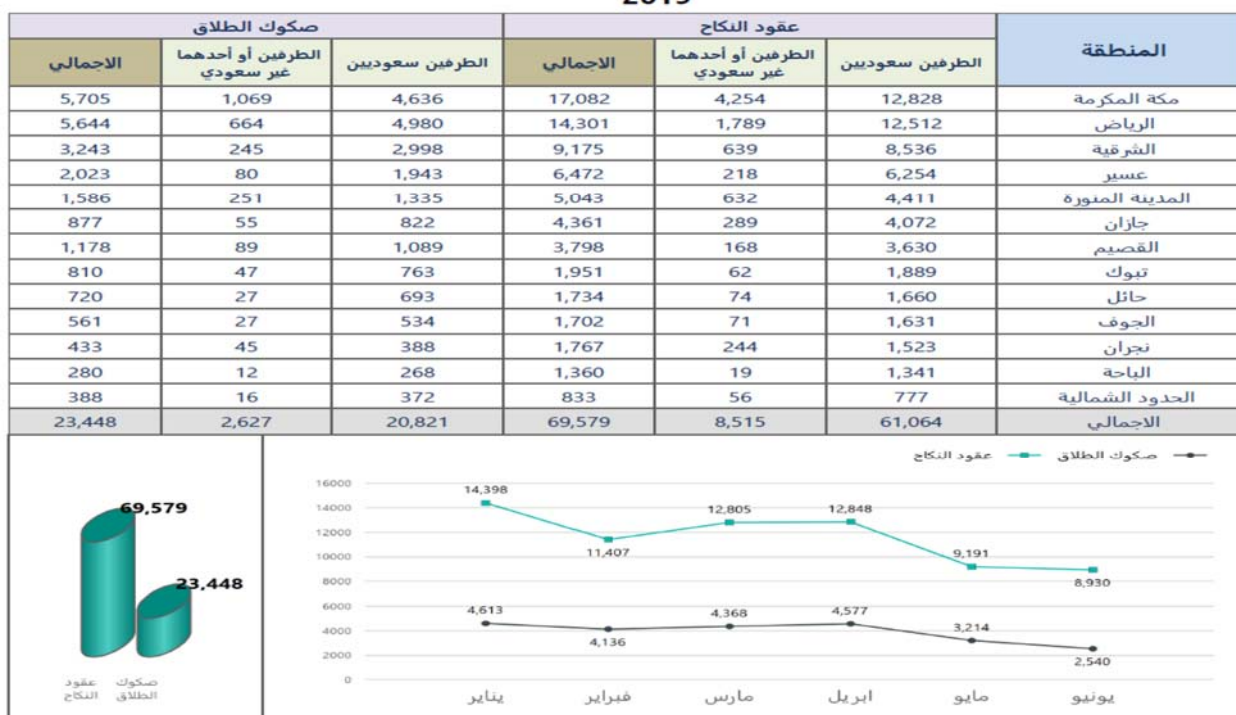 2019
عقود النكاح صكوك الطلاق
المنطقة الطرفين سعوديين الطرفين أو أحدهما غير سعودي الاجمالي الطرفين سعوديين الطرفين أو أحدهما غير سعودي الاجمالي
مكة المكرمة 12,828 4,254 17,082 4,636 1,069 5,705
الرياض 12,512 1,789 14,301 4,980 664 5,644
الشرقية 8,536 639 9,175 2,998 245 3,243
عسير 6,254 218 6,472 1,943 80 2,023
المدينة المنورة 4,411 632 5,043 1,335 251 1,586
جازان 4,072 289 4,361 822 55 877
القصيم 3,630 168 3,798 1,089 89 1,178
تبوك 1,889 62 1,951 763 47 810
حائل 1,660 74 1,734 693 27 720
الجوف 1,631 71 1,702 534 27 561
نجران 1,523 244 1,767 388 45 433
الباحة 1,341 19 1,360 268 12 280
الحدود الشمالية 777 56 833 372 16 388
الاجمالي 61,064 8,515 69,579 20,821 2,627 23,448
صكوك الطلاق عقود النكاح
16000
14000
12000
10000
8000
6000
4000
2000
0
14,398 11,407 12,805 12,848 9,191 8,930
4,613 4,136 4,368 4,577 3,214 2,540
يناير فبراير مارس ابريل مايو يونيو
69,579
23,448
صكوك الطلاق
عقود النكاح